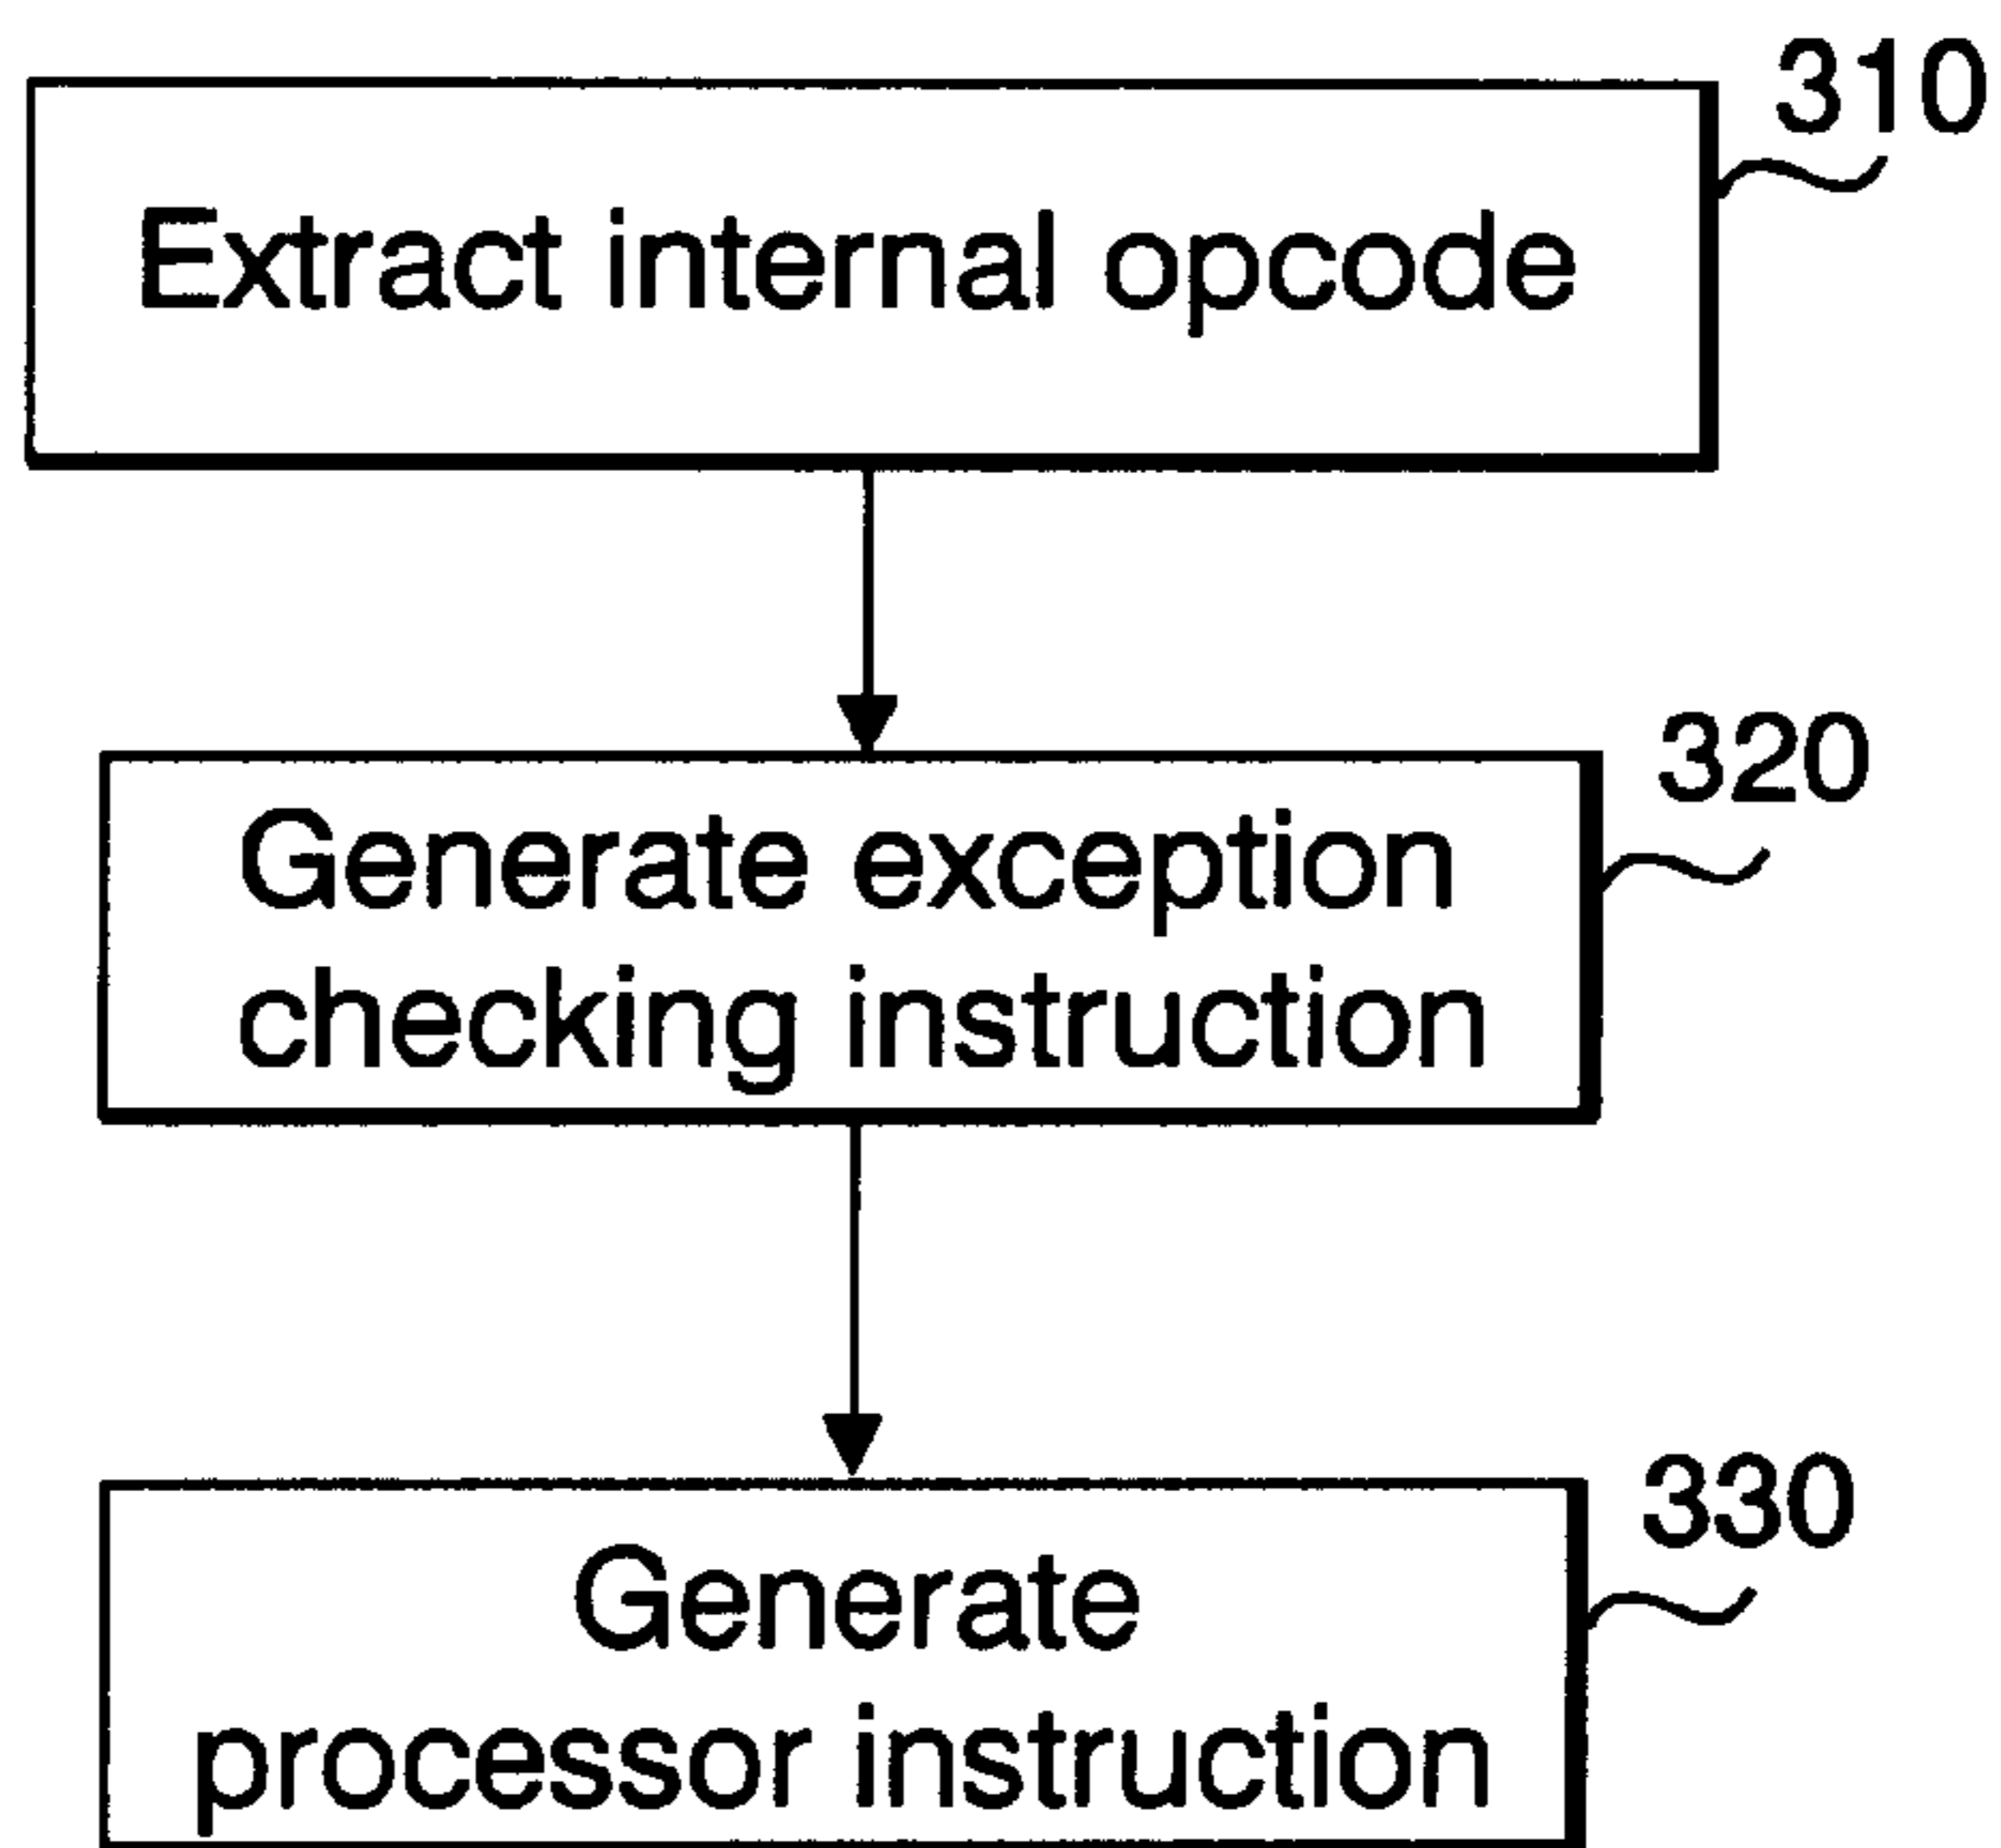 310
Extract internal opcode
320
Generate exception
checking instruction
330
Generate
processor instruction